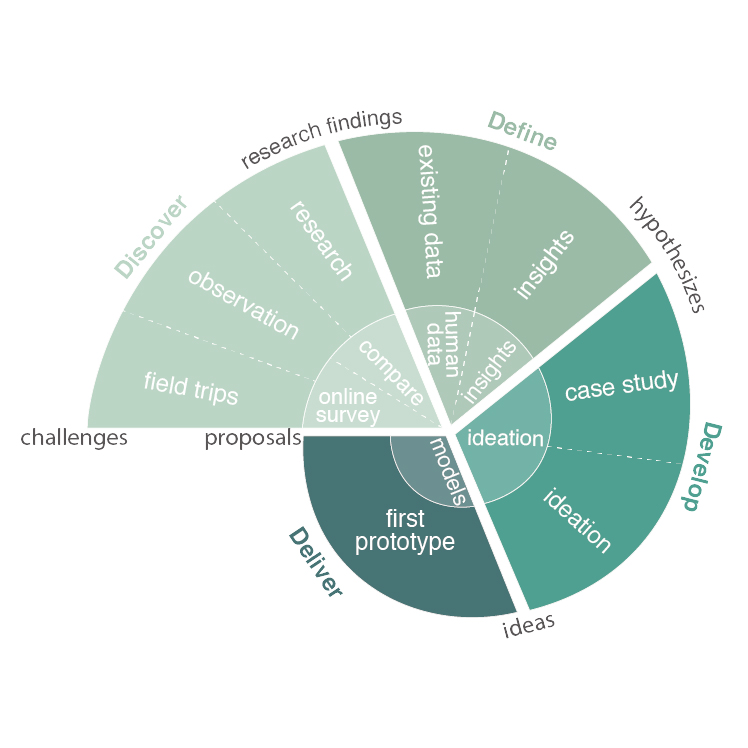 research findings
Define
existing data
insights
hypothesizes
Discover
research
observation
field trips
human
data
insights
compare
online
survey
case study
ideation
challenges
proposals
models
Develop
ideation
first
prototype
Deliver
ideas